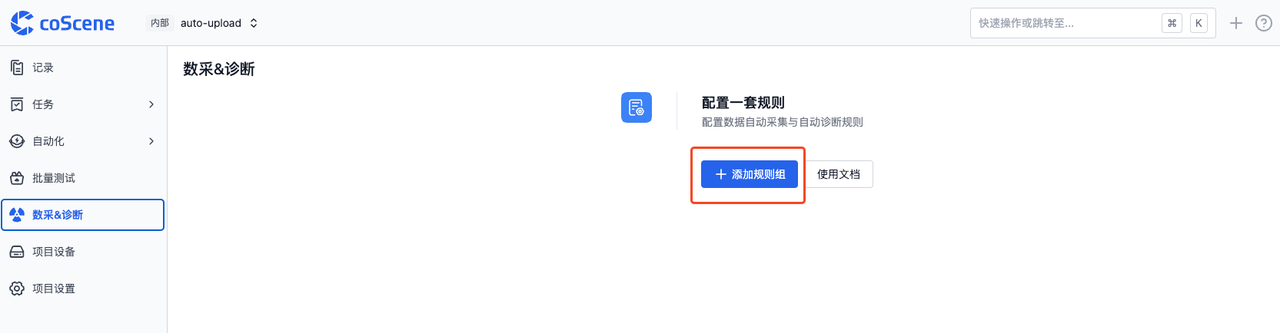 coScene 内部 auto-upload 快速操作或跳转至... ⌘ K
记录
任务
自动化
批量测试
数采&诊断
项目设备
项目设置
数采&诊断
配置一套规则
配置数据自动采集与自动诊断规则
添加规则组 使用文档